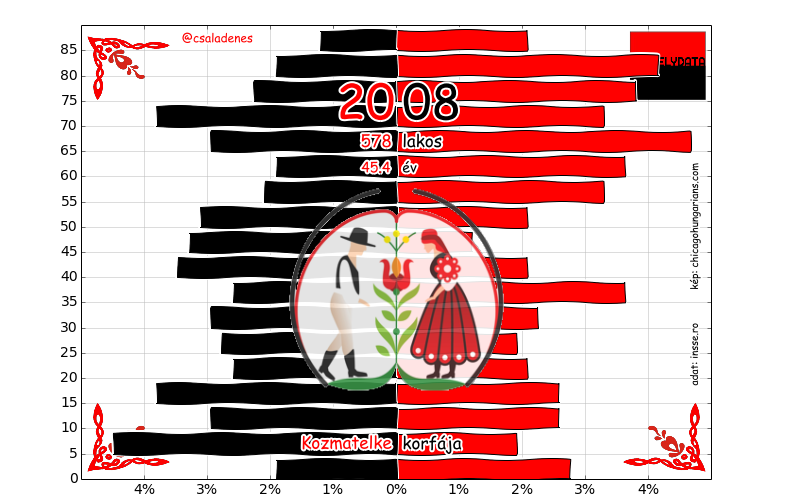 @csaladenes
2008
578 lakos
45.4 év
kép: chicagohungarians.com
adat: insse.ro
Kozmatelke korfája
85
80
75
70
65
60
55
50
45
40
35
30
25
20
15
10
5
0
4% 3% 2% 1% 0% 1% 2% 3% 4%